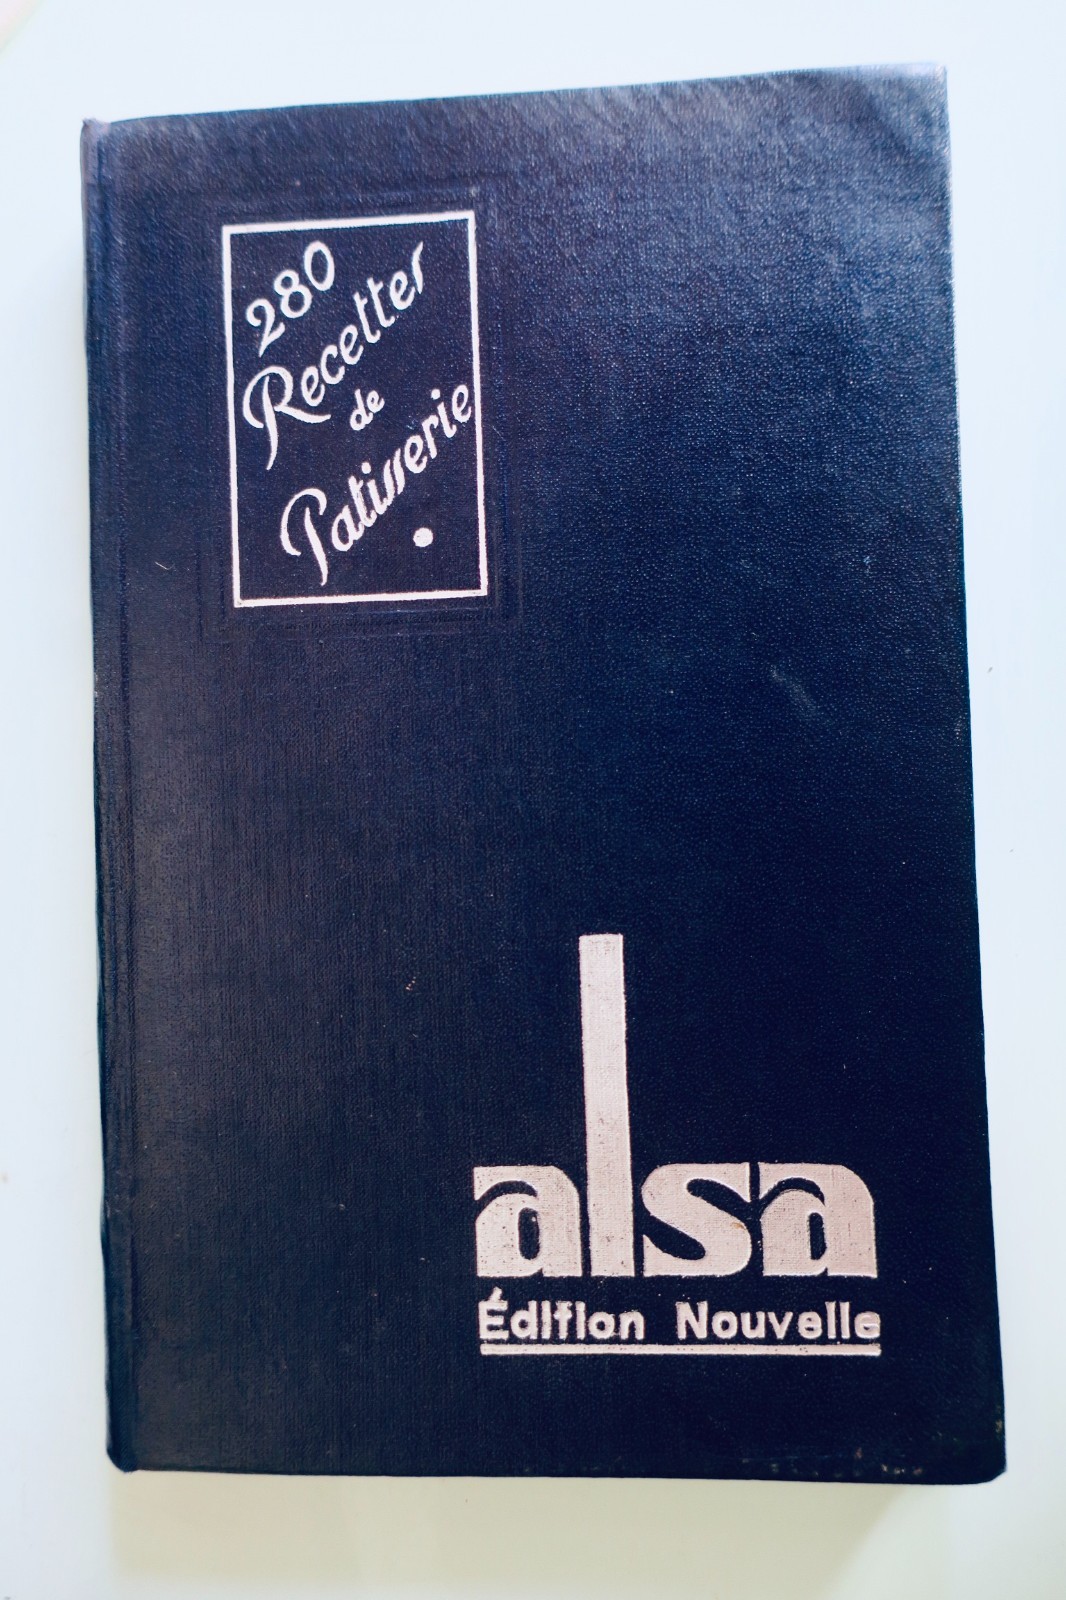 280
Recettes
de
Patisserie
alsa
Édition Nouvelle